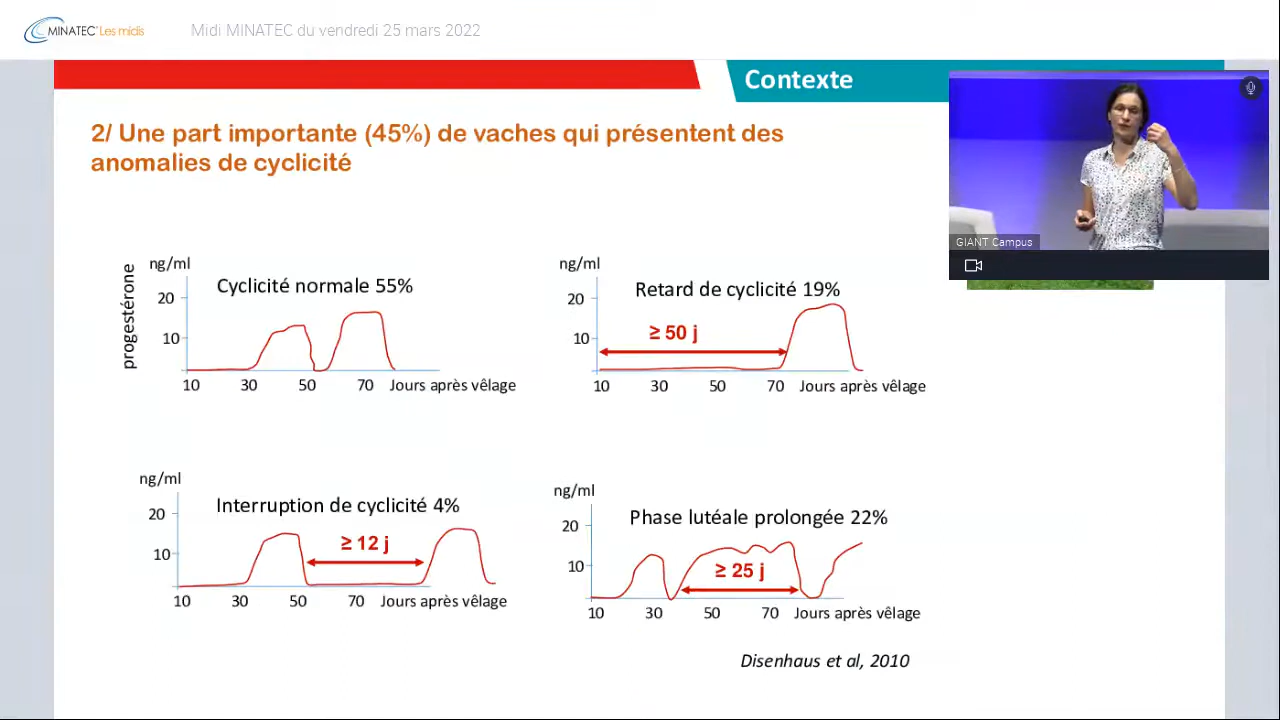 MINATEC Les midis
Midi MINATEC du vendredi 25 mars 2022
Contexte
GIANT Campus
2/ Une part importante (45%) de vaches qui présentent des
anomalies de cyclicité
progestérone
ng/ml
20
10
Cyclicité normale 55%
10 30 50 70 Jours après vêlage
ng/ml
20
10
Retard de cyclicité 19%
≥ 50 j
10 30 50 70 Jours après vêlage
ng/ml
20
10
Interruption de cyclicité 4%
≥ 12 j
10 30 50 70 Jours après vêlage
ng/ml
20
10
Phase lutéale prolongée 22%
≥ 25 j
10 30 50 70 Jours après vêlage
Disenhaus et al, 2010